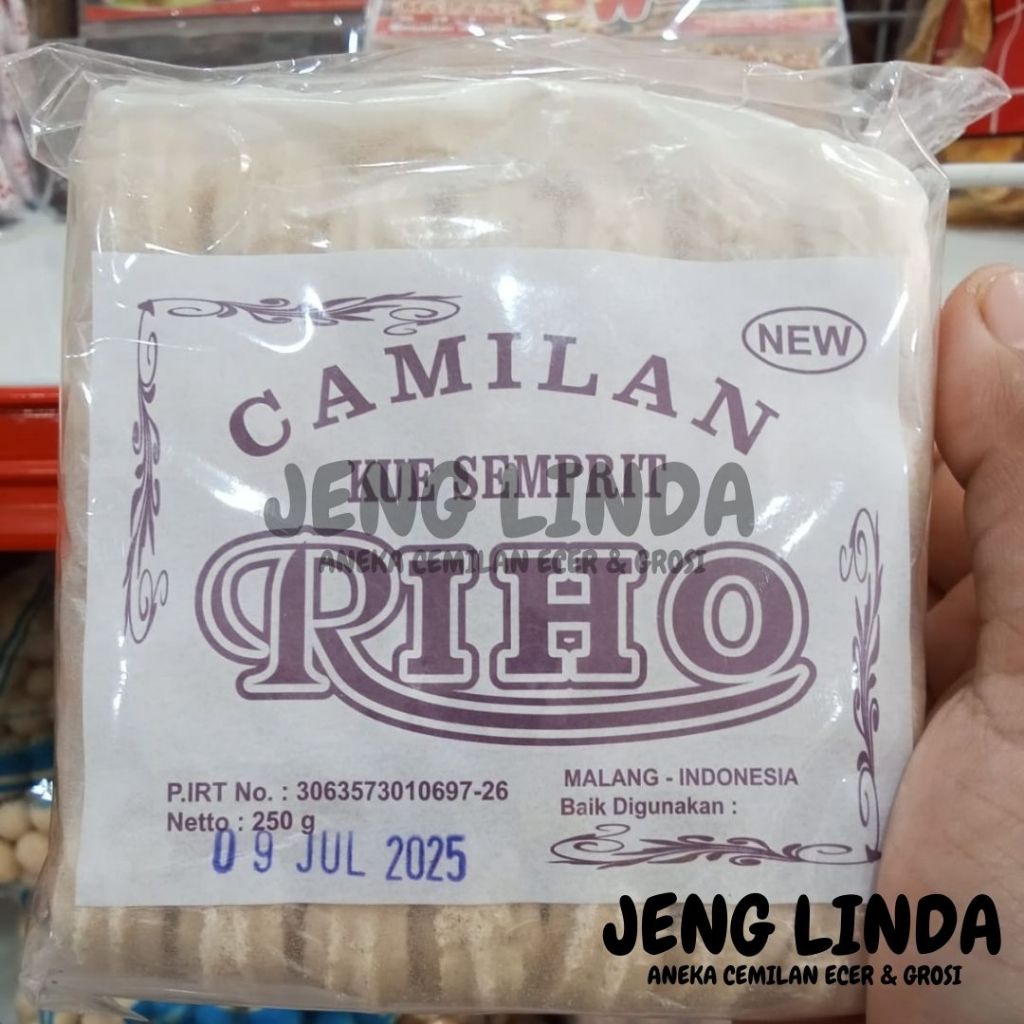 NEW
CAMILAN
KUE SEMPRIT
JENG LINDA
ANEKA CEMILAN ECER & GROSI
RIHO
P.IRT No. : 3063573010697-26
Netto : 250 g
MALANG - INDONESIA
Baik Digunakan :
09 JUL 2025
JENG LINDA
ANEKA CEMILAN ECER & GROSI